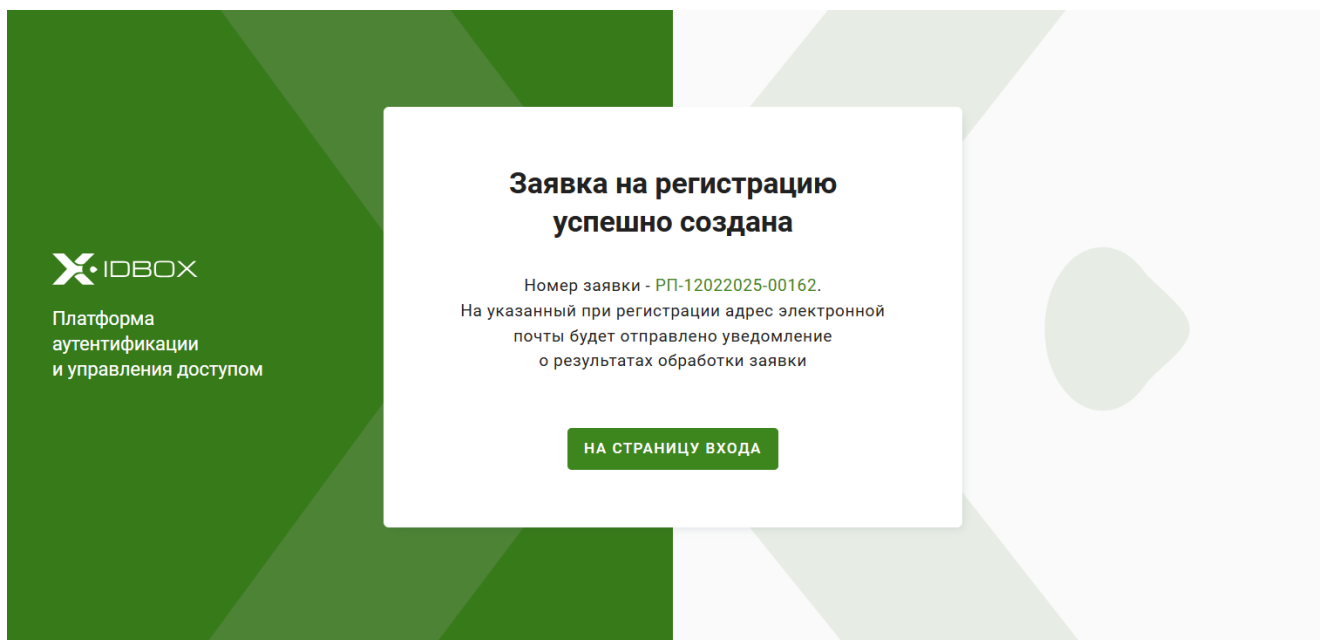 IDBOX
Платформа
аутентификации
и управления доступом
Заявка на регистрацию
успешно создана
Номер заявки - РП-12022025-00162.
На указанный при регистрации адрес электронной
почты будет отправлено уведомление
о результатах обработки заявки
НА СТРАНИЦУ ВХОДА